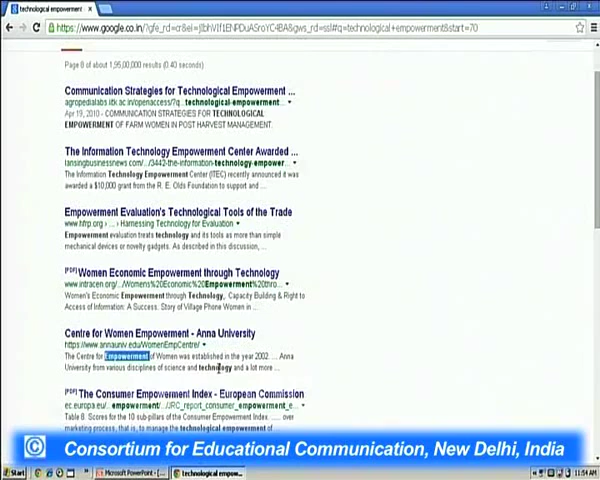 technological empowerment
https://www.google.co.in/?gfe_rd=cr&ei=
gws_rd=ssl#q=technological+empowerment&start=70
Page 8 of about 1,95,00,000 results (0.40 seconds)
Communication Strategies for Technological Empowerment ...
agropedialabs.iitk.ac.in/openaccess/?q...technological-empowerment...
Apr 19, 2010 - COMMUNICATION STRATEGIES FOR TECHNOLOGICAL
EMPOWERMENT OF FARM WOMEN IN POST HARVEST MANAGEMENT.
The Information Technology Empowerment Center Awarded ...
lansingbusinessnews.com/.../3442-the-information-technology-empower...
The Information Technology Empowerment Center (ITEC) recently announced it was
awarded a $10,000 grant from the R. E. Olds Foundation to support and ...
Empowerment Evaluation's Technological Tools of the Trade
www.hfrp.org › ... › Harnessing Technology for Evaluation
Empowerment evaluation treats technology and its tools as more than simple
mechanical devices or novelty gadgets. As described in this discussion, ...
[PDF] Women Economic Empowerment through Technology
www.intracen.org/.../Womens%20Economic%20Empowerment%20thro...
Women's Economic Empowerment through Technology, Capacity Building & Right to
Access of Information: A Success. Story of Village Phone Women in ...
Centre for Women Empowerment - Anna University
https://www.annauniv.edu/WomenEmpCentre/
The Centre for Empowerment of Women was established in the year 2002. ... Anna
University from various disciplines of science and technology and a lot more ...
[PDF] The Consumer Empowerment Index - European Commission
ec.europa.eu/...empowerment/.../JRC_report_consumer_empowerment_e...
Table 8. Scores for the 10 sub-pillars of the Consumer Empowerment Index. ...... over
marketing process, that is, to manage the technological empowerment of ...
© Consortium for Educational Communication, New Delhi, India
Start
Microsoft PowerPoint - [...
technological empow...
11:54 AM